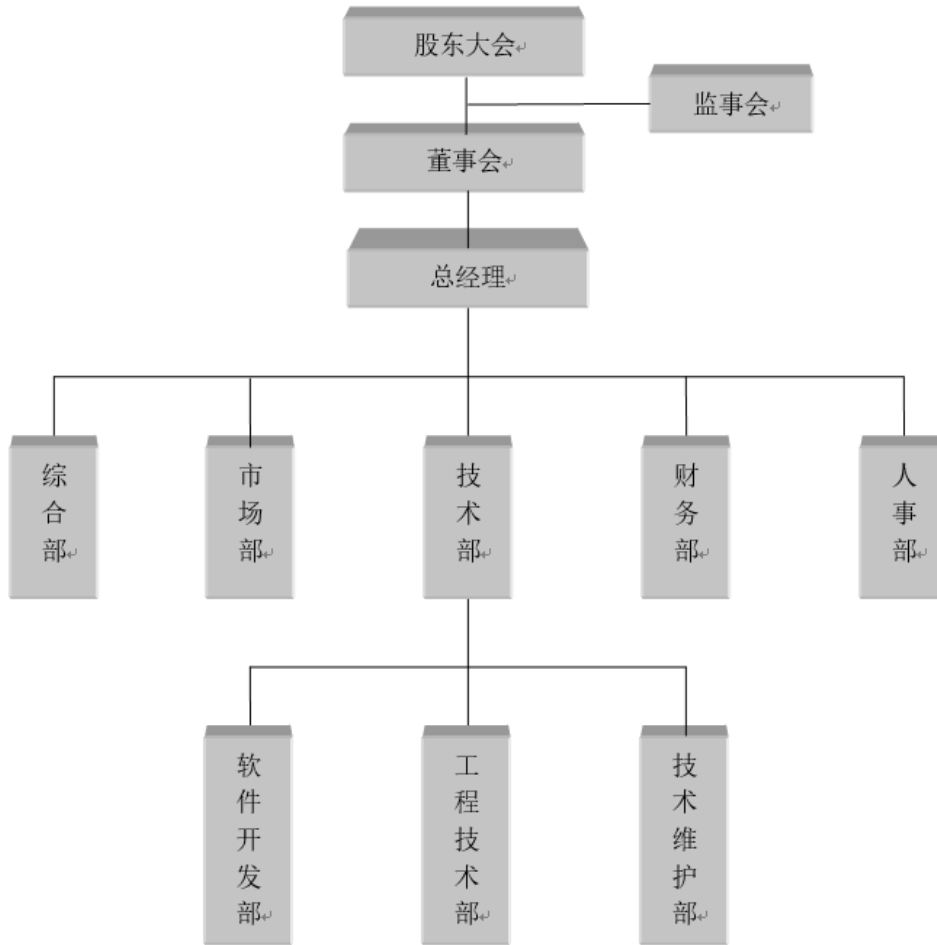 股东大会
监事会
董事会
总经理
综合部
市场部
技术部
财务部
人事部
软件开发部
工程技术部
技术维护部